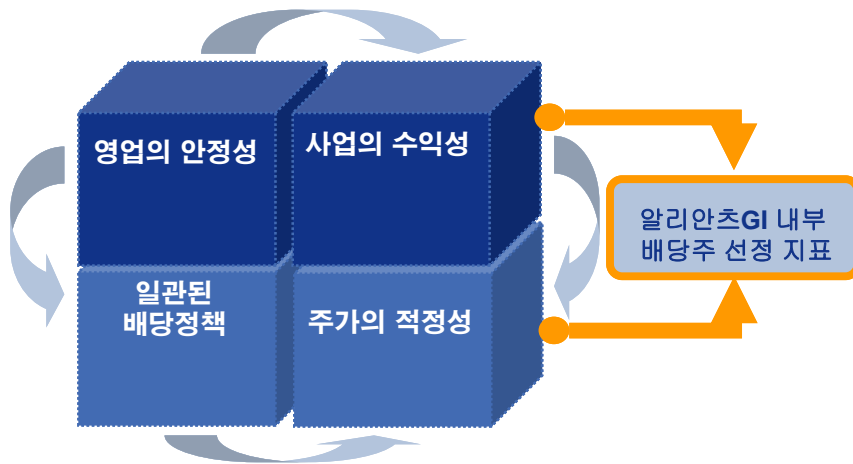 영업의 안정성
사업의 수익성
일관된
배당정책
주가의 적정성
알리안츠GI 내부
배당주 선정 지표